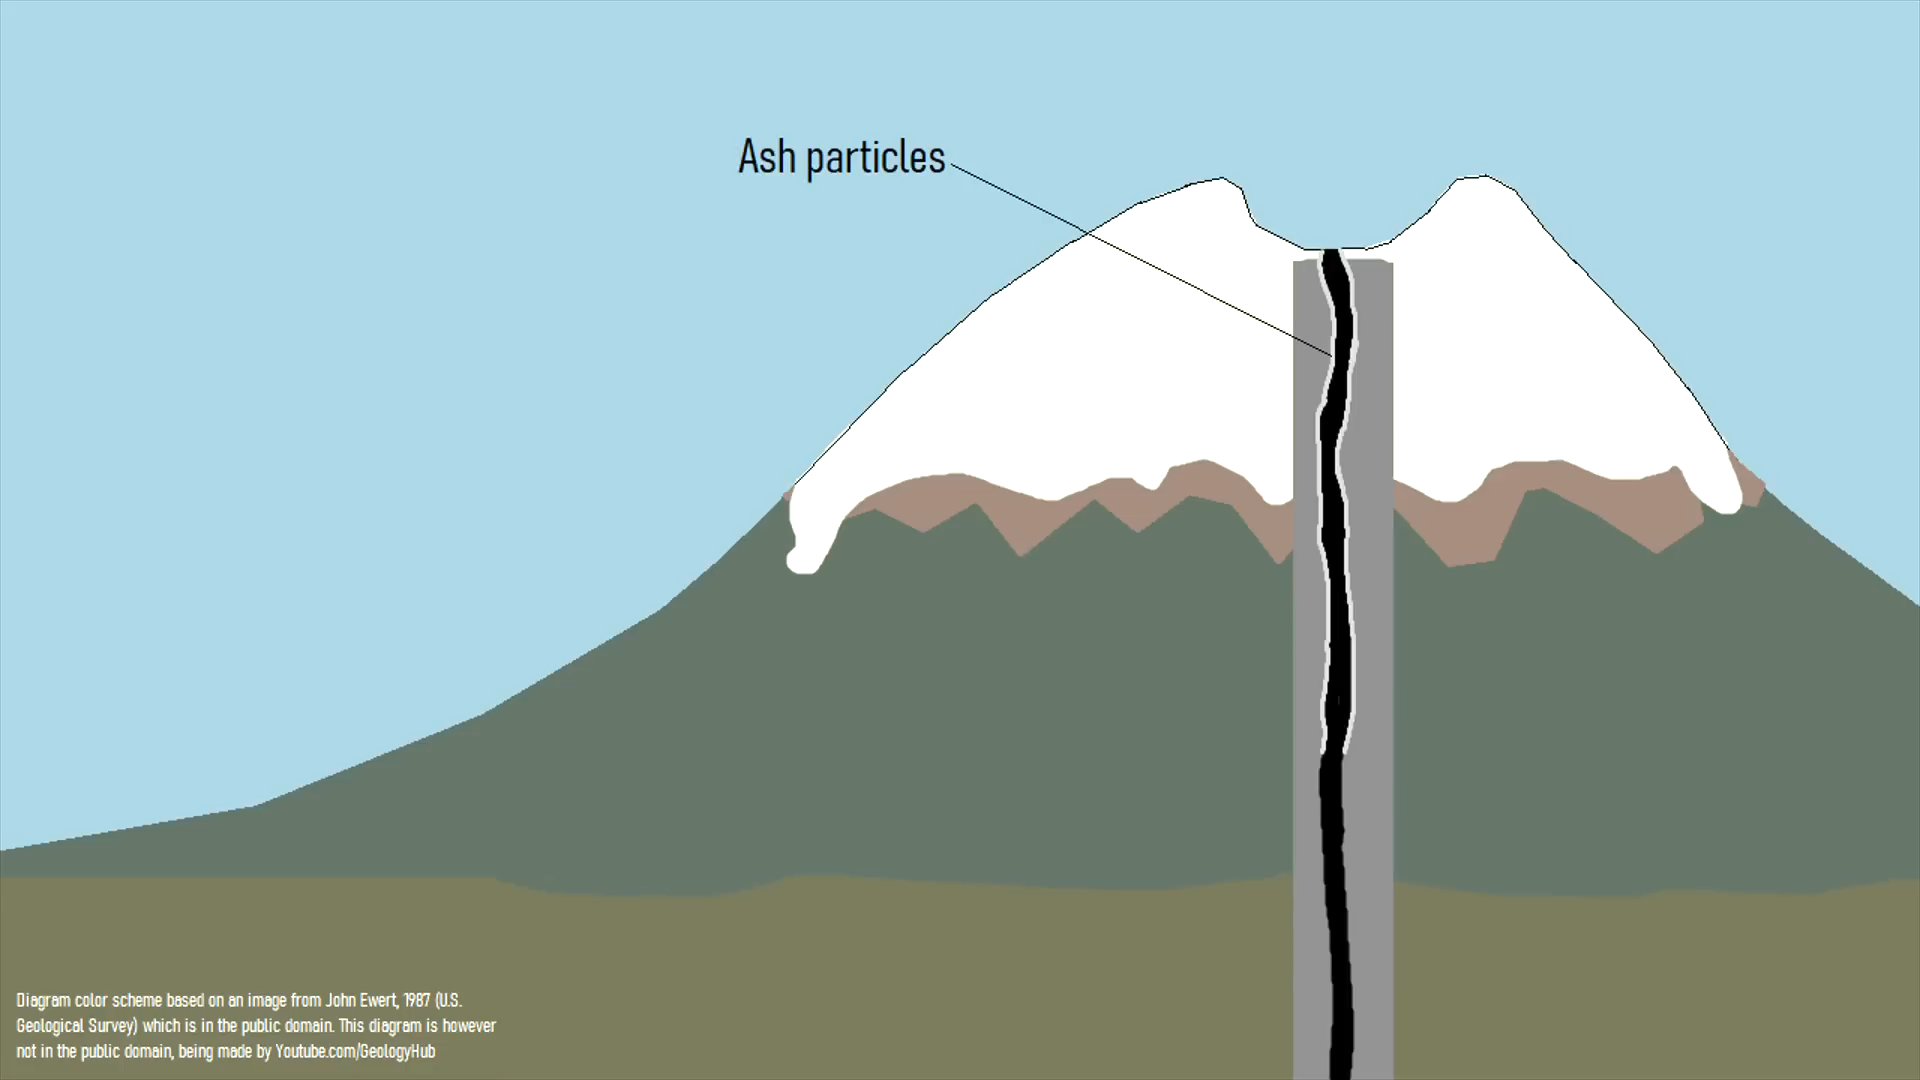 Ash particles
Diagram color scheme based on an image from John Ewert, 1987 (U.S.
Geological Survey) which is in the public domain. This diagram is however
not in the public domain, being made by Youtube.com/GeologyHub